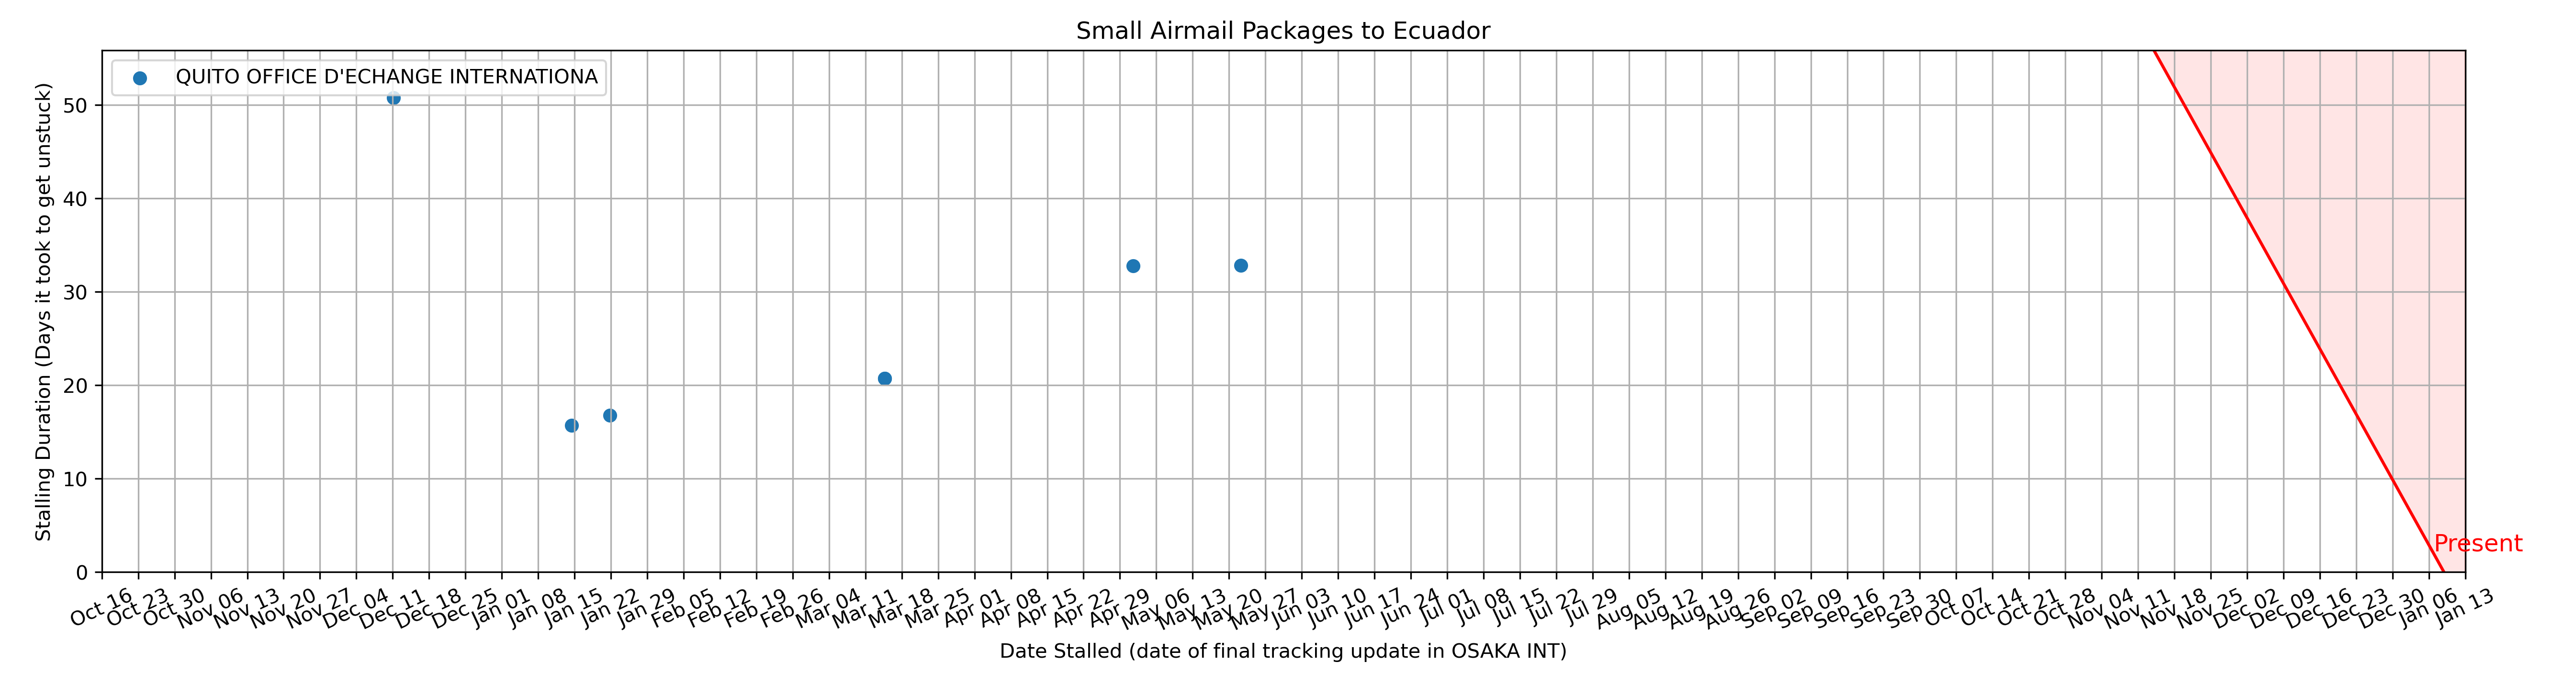 Small Airmail Packages to Ecuador
QUITO OFFICE D'ECHANGE INTERNATIONA
Stalling Duration (Days it took to get unstuck)
50
40
30
20
10
0
Present
Oct 16 Oct 23 Oct 30 Nov 06 Nov 13 Nov 20 Nov 27 Dec 04 Dec 11 Dec 18 Dec 25 Jan 01 Jan 08 Jan 15 Jan 22 Jan 29 Feb 05 Feb 12 Feb 19 Feb 26 Mar 04 Mar 11 Mar 18 Mar 25 Apr 01 Apr 08 Apr 15 Apr 22 Apr 29 May 06 May 13 May 20 May 27 Jun 03 Jun 10 Jun 17 Jun 24 Jul 01 Jul 08 Jul 15 Jul 22 Jul 29 Aug 05 Aug 12 Aug 19 Aug 26 Sep 02 Sep 09 Sep 16 Sep 23 Sep 30 Oct 07 Oct 14 Oct 21 Oct 28 Nov 04 Nov 11 Nov 18 Nov 25 Dec 02 Dec 09 Dec 16 Dec 23 Dec 30 Jan 06 Jan 13
Date Stalled (date of final tracking update in OSAKA INT)